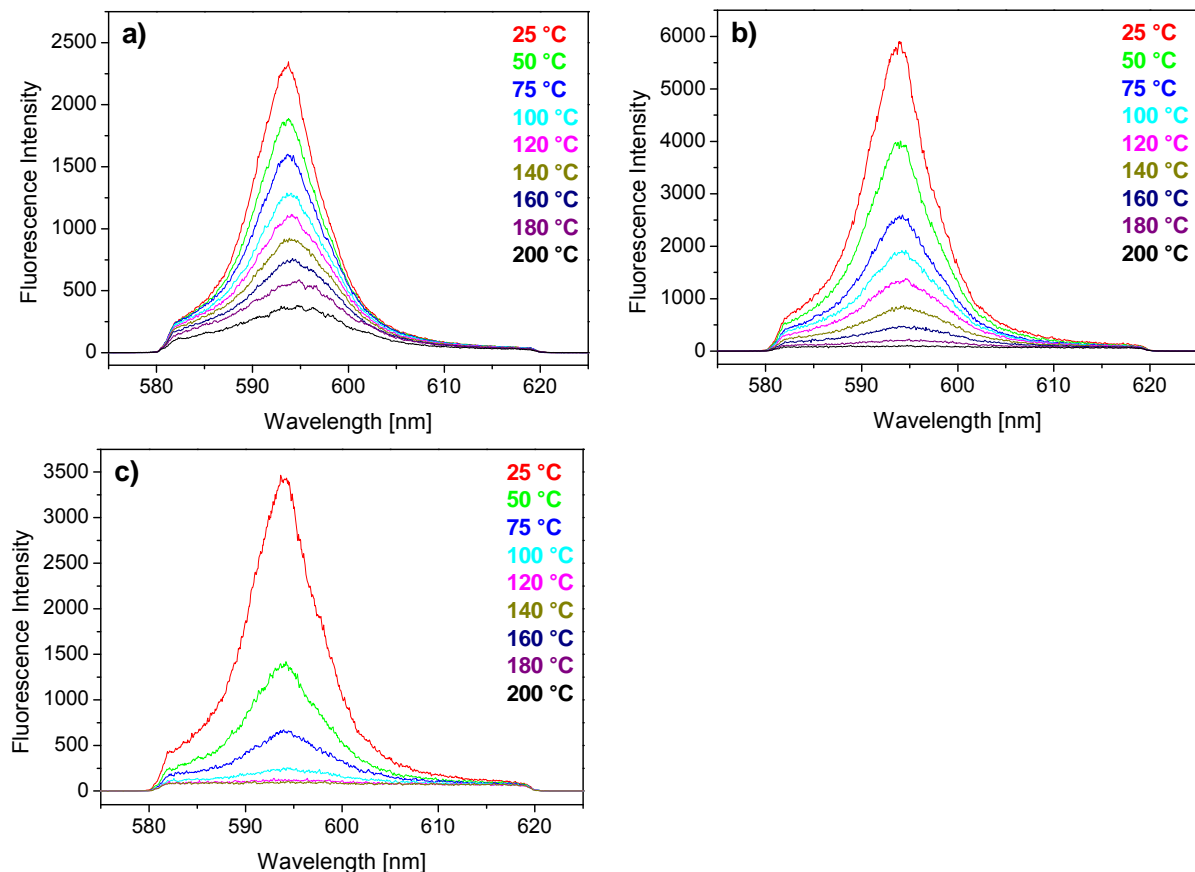 a)
25 °C
50 °C
75 °C
100 °C
120 °C
140 °C
160 °C
180 °C
200 °C
2500
2000
1500
1000
500
0
Fluorescence Intensity
580 590 600 610 620
Wavelength [nm]
b)
25 °C
50 °C
75 °C
100 °C
120 °C
140 °C
160 °C
180 °C
200 °C
6000
5000
4000
3000
2000
1000
0
Fluorescence Intensity
580 590 600 610 620
Wavelength [nm]
c)
25 °C
50 °C
75 °C
100 °C
120 °C
140 °C
160 °C
180 °C
200 °C
3500
3000
2500
2000
1500
1000
500
0
Fluorescence Intensity
580 590 600 610 620
Wavelength [nm]